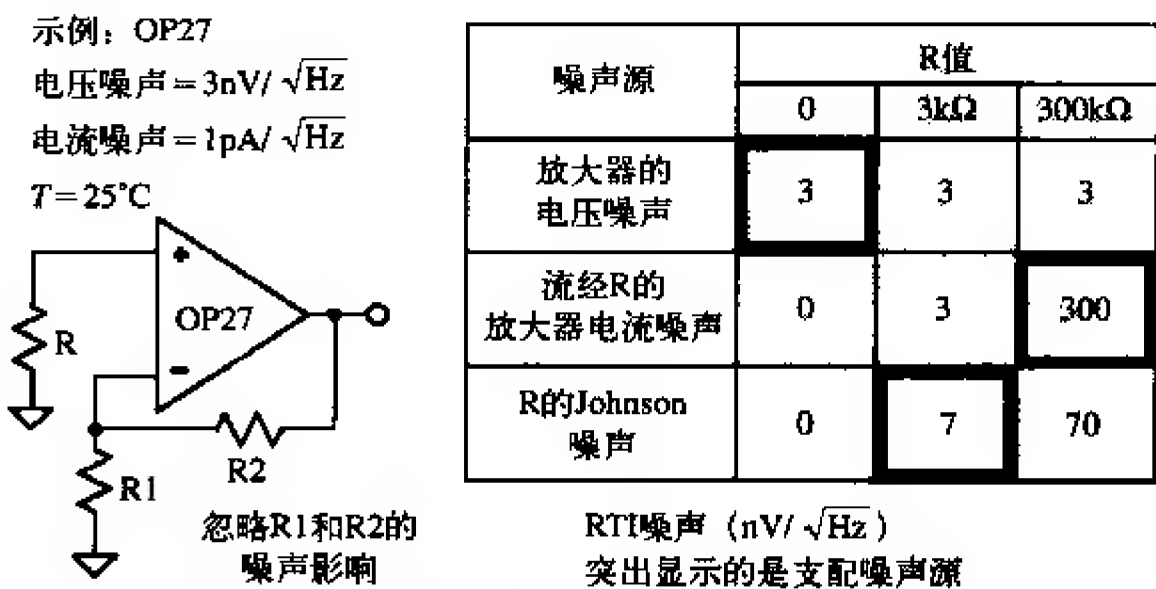 示例：OP27
电压噪声＝3nV/ √Hz
电流噪声＝1pA/ √Hz
T＝25°C
+
OP27
−
R
R1
R2
忽略R1和R2的
噪声影响
噪声源
R值
0
3kΩ
300kΩ
放大器的
电压噪声
3
3
3
流经R的
放大器电流噪声
0
3
300
R的Johnson
噪声
0
7
70
RTI噪声（nV/ √Hz）
突出显示的是支配噪声源